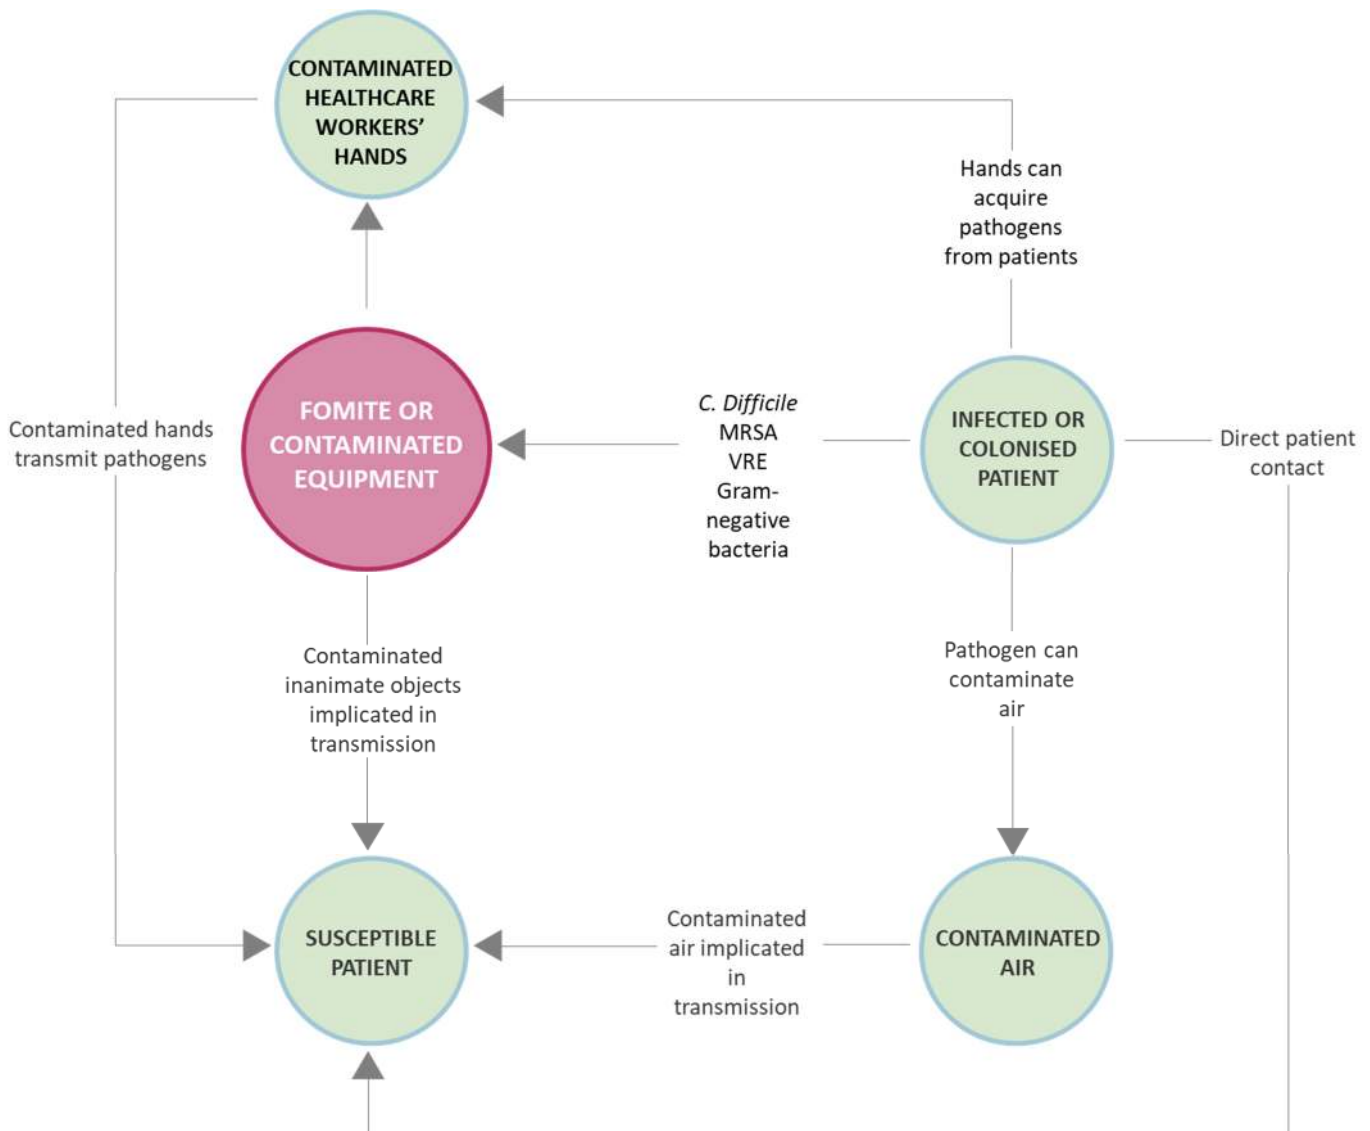 CONTAMINATED
HEALTHCARE
WORKERS’
HANDS
Hands can
acquire
pathogens
from patients
Contaminated hands
transmit pathogens
FOMITE OR
CONTAMINATED
EQUIPMENT
C. Difficile
MRSA
VRE
Gram-
negative
bacteria
INFECTED OR
COLONISED
PATIENT
Direct patient
contact
Contaminated
inanimate objects
implicated in
transmission
Pathogen can
contaminate
air
SUSCEPTIBLE
PATIENT
Contaminated
air implicated
in
transmission
CONTAMINATED
AIR